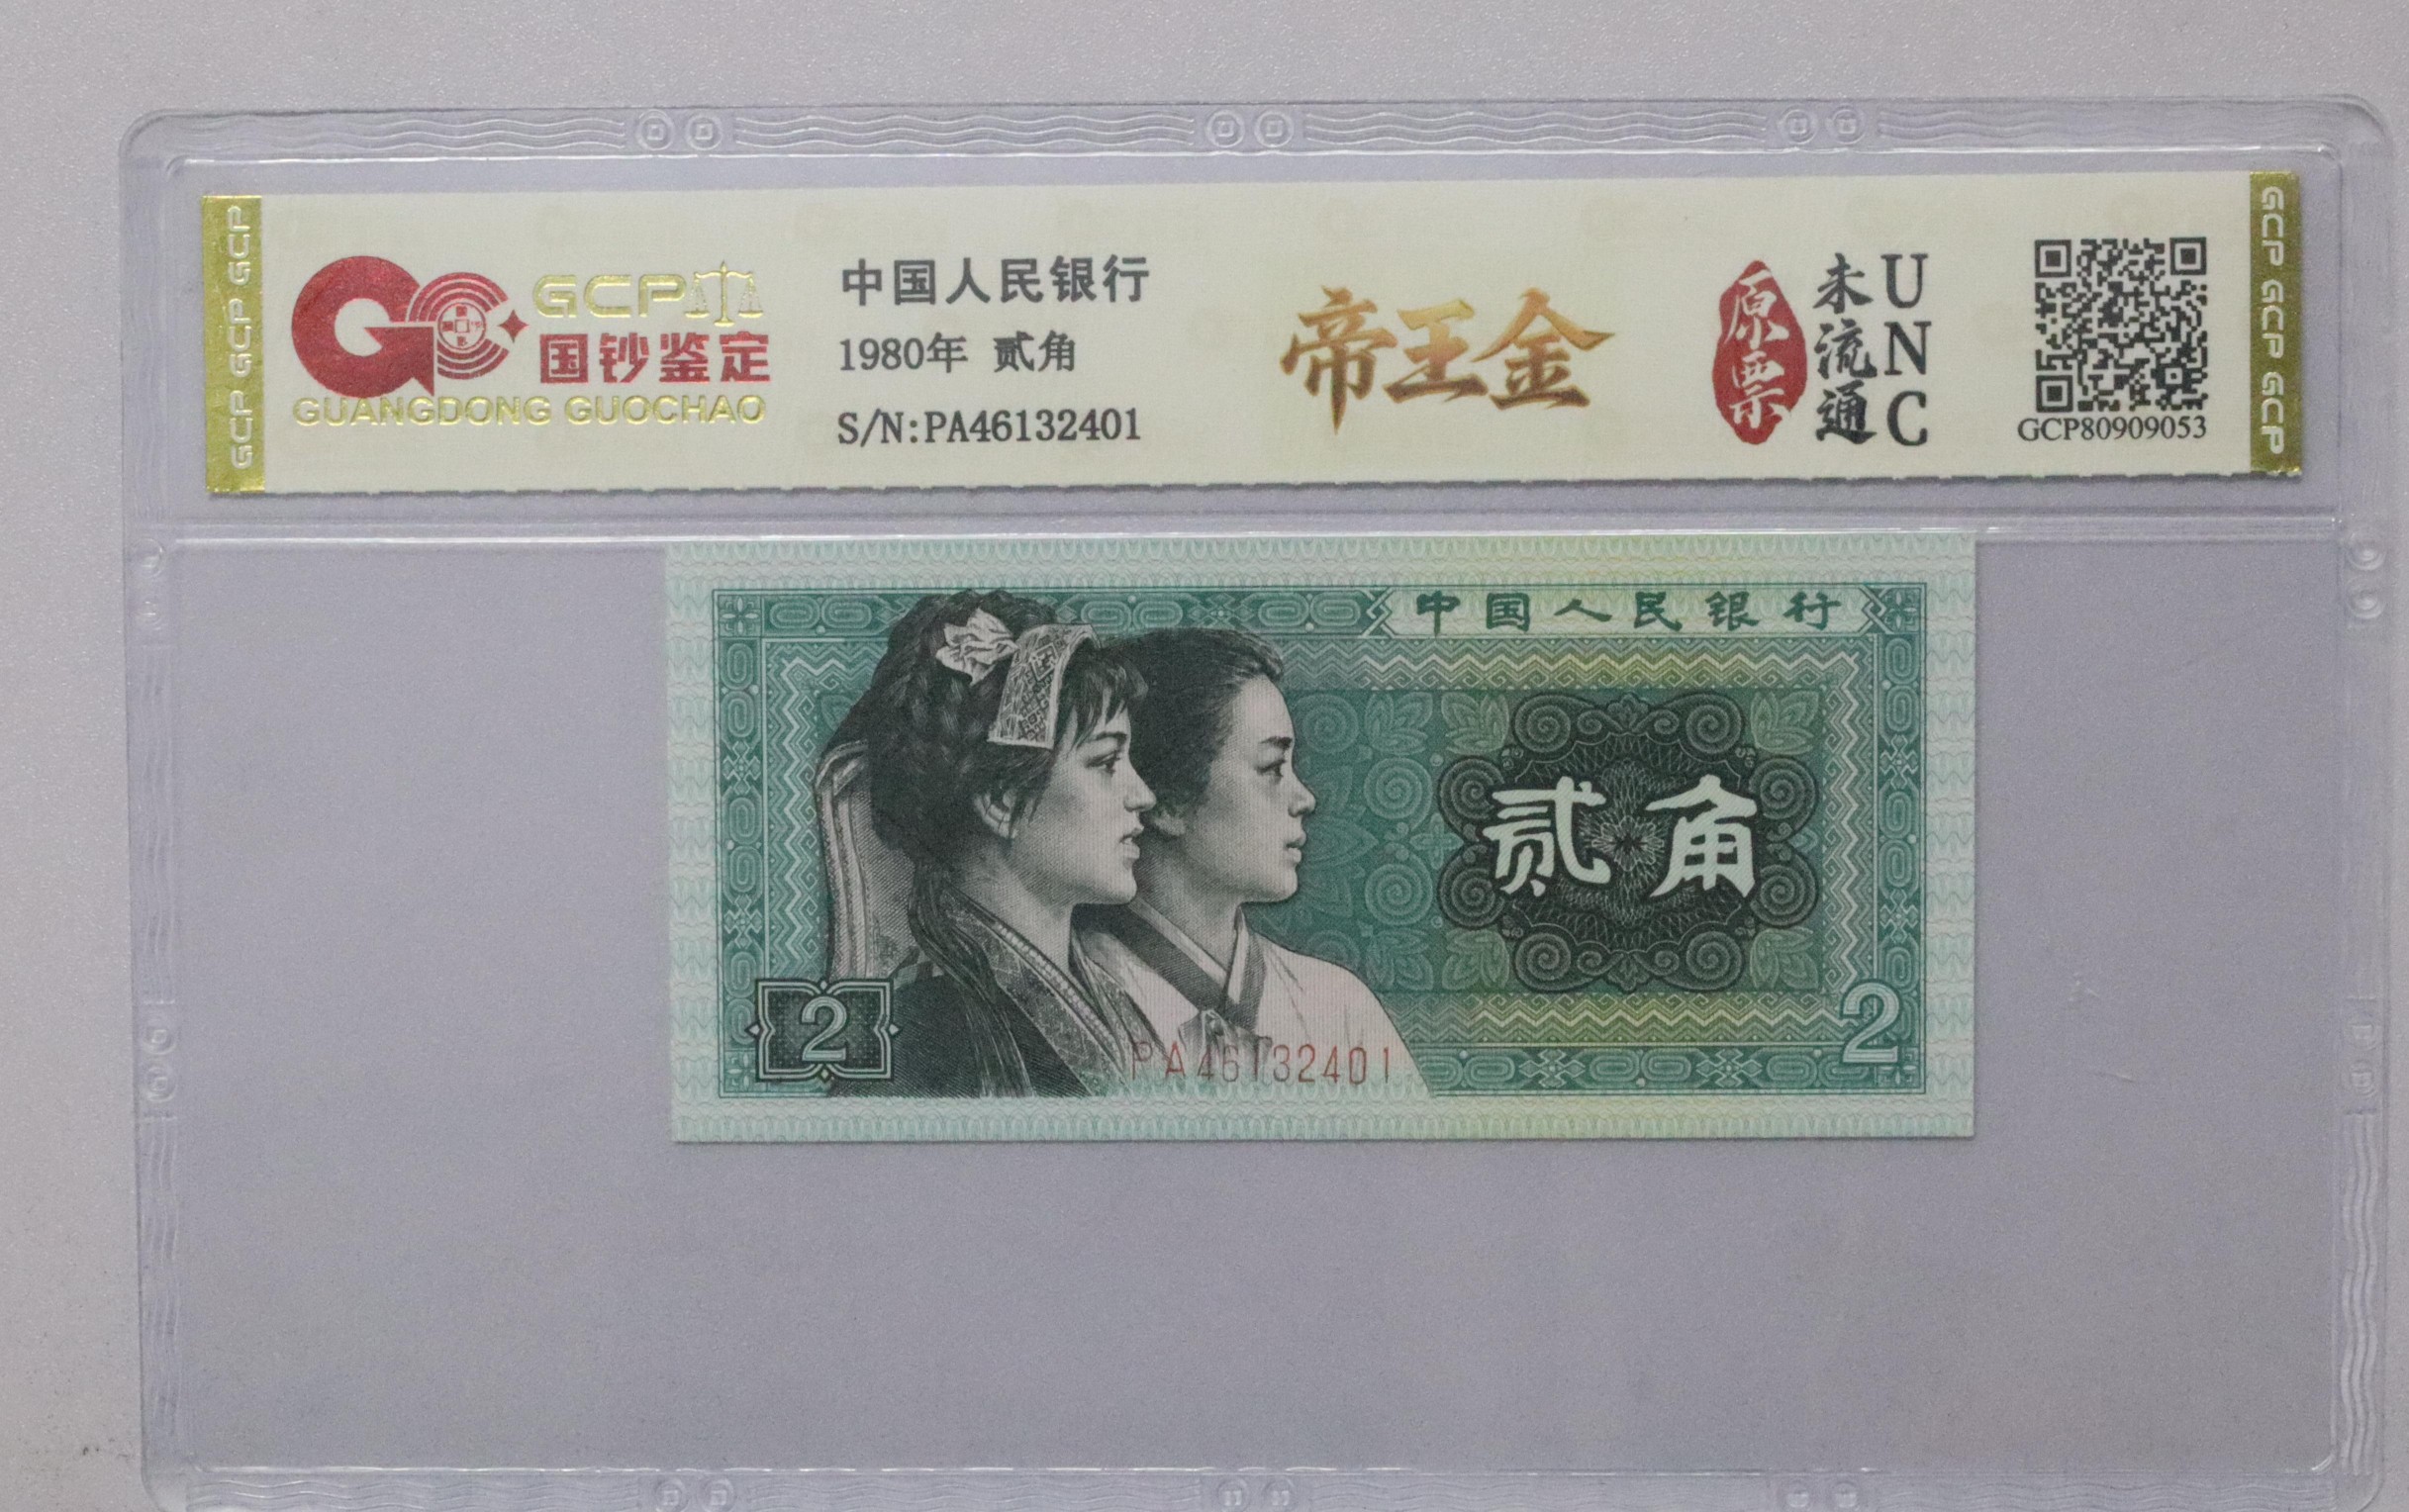 GCP GCP GCP
GCP
国钞鉴定
GUANGDONG GUOCHAO
中国人民银行
1980年 贰角
S/N:PA46132401
帝王金
原票
未流通
UNC
GCP80909053
GCP GCP GCP GCP
中国人民银行
贰角
2
2
PA46132401